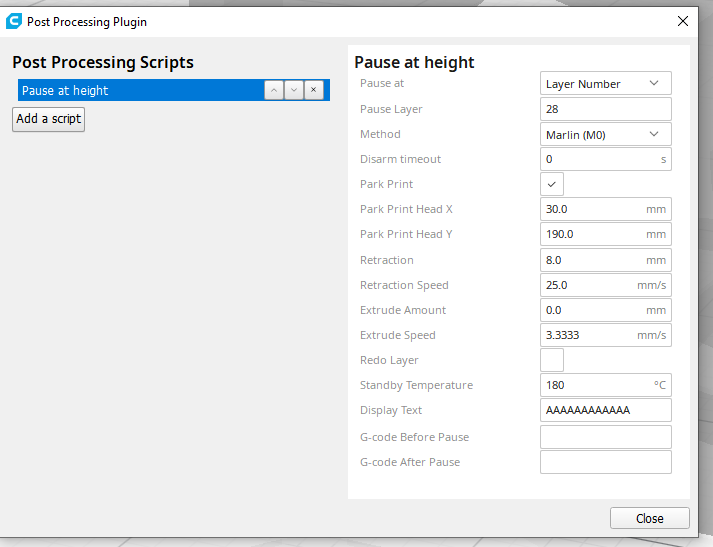 Post Processing Plugin
Post Processing Scripts
Pause at height
Add a script
Pause at height
Pause at Layer Number
Pause Layer 28
Method Marlin (M0)
Disarm timeout 0 s
Park Print
Park Print Head X 30.0 mm
Park Print Head Y 190.0 mm
Retraction 8.0 mm
Retraction Speed 25.0 mm/s
Extrude Amount 0.0 mm
Extrude Speed 3.3333 mm/s
Redo Layer
Standby Temperature 180 °C
Display Text AAAAAAAAAAAA
G-code Before Pause
G-code After Pause
Close